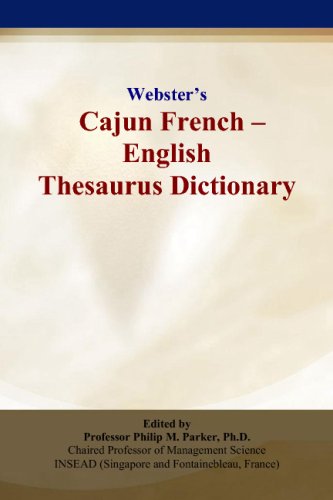 Webster's
Cajun French –
English
Thesaurus Dictionary
Edited by
Professor Philip M. Parker, Ph.D.
Chaired Professor of Management Science
INSEAD (Singapore and Fontainebleau, France)